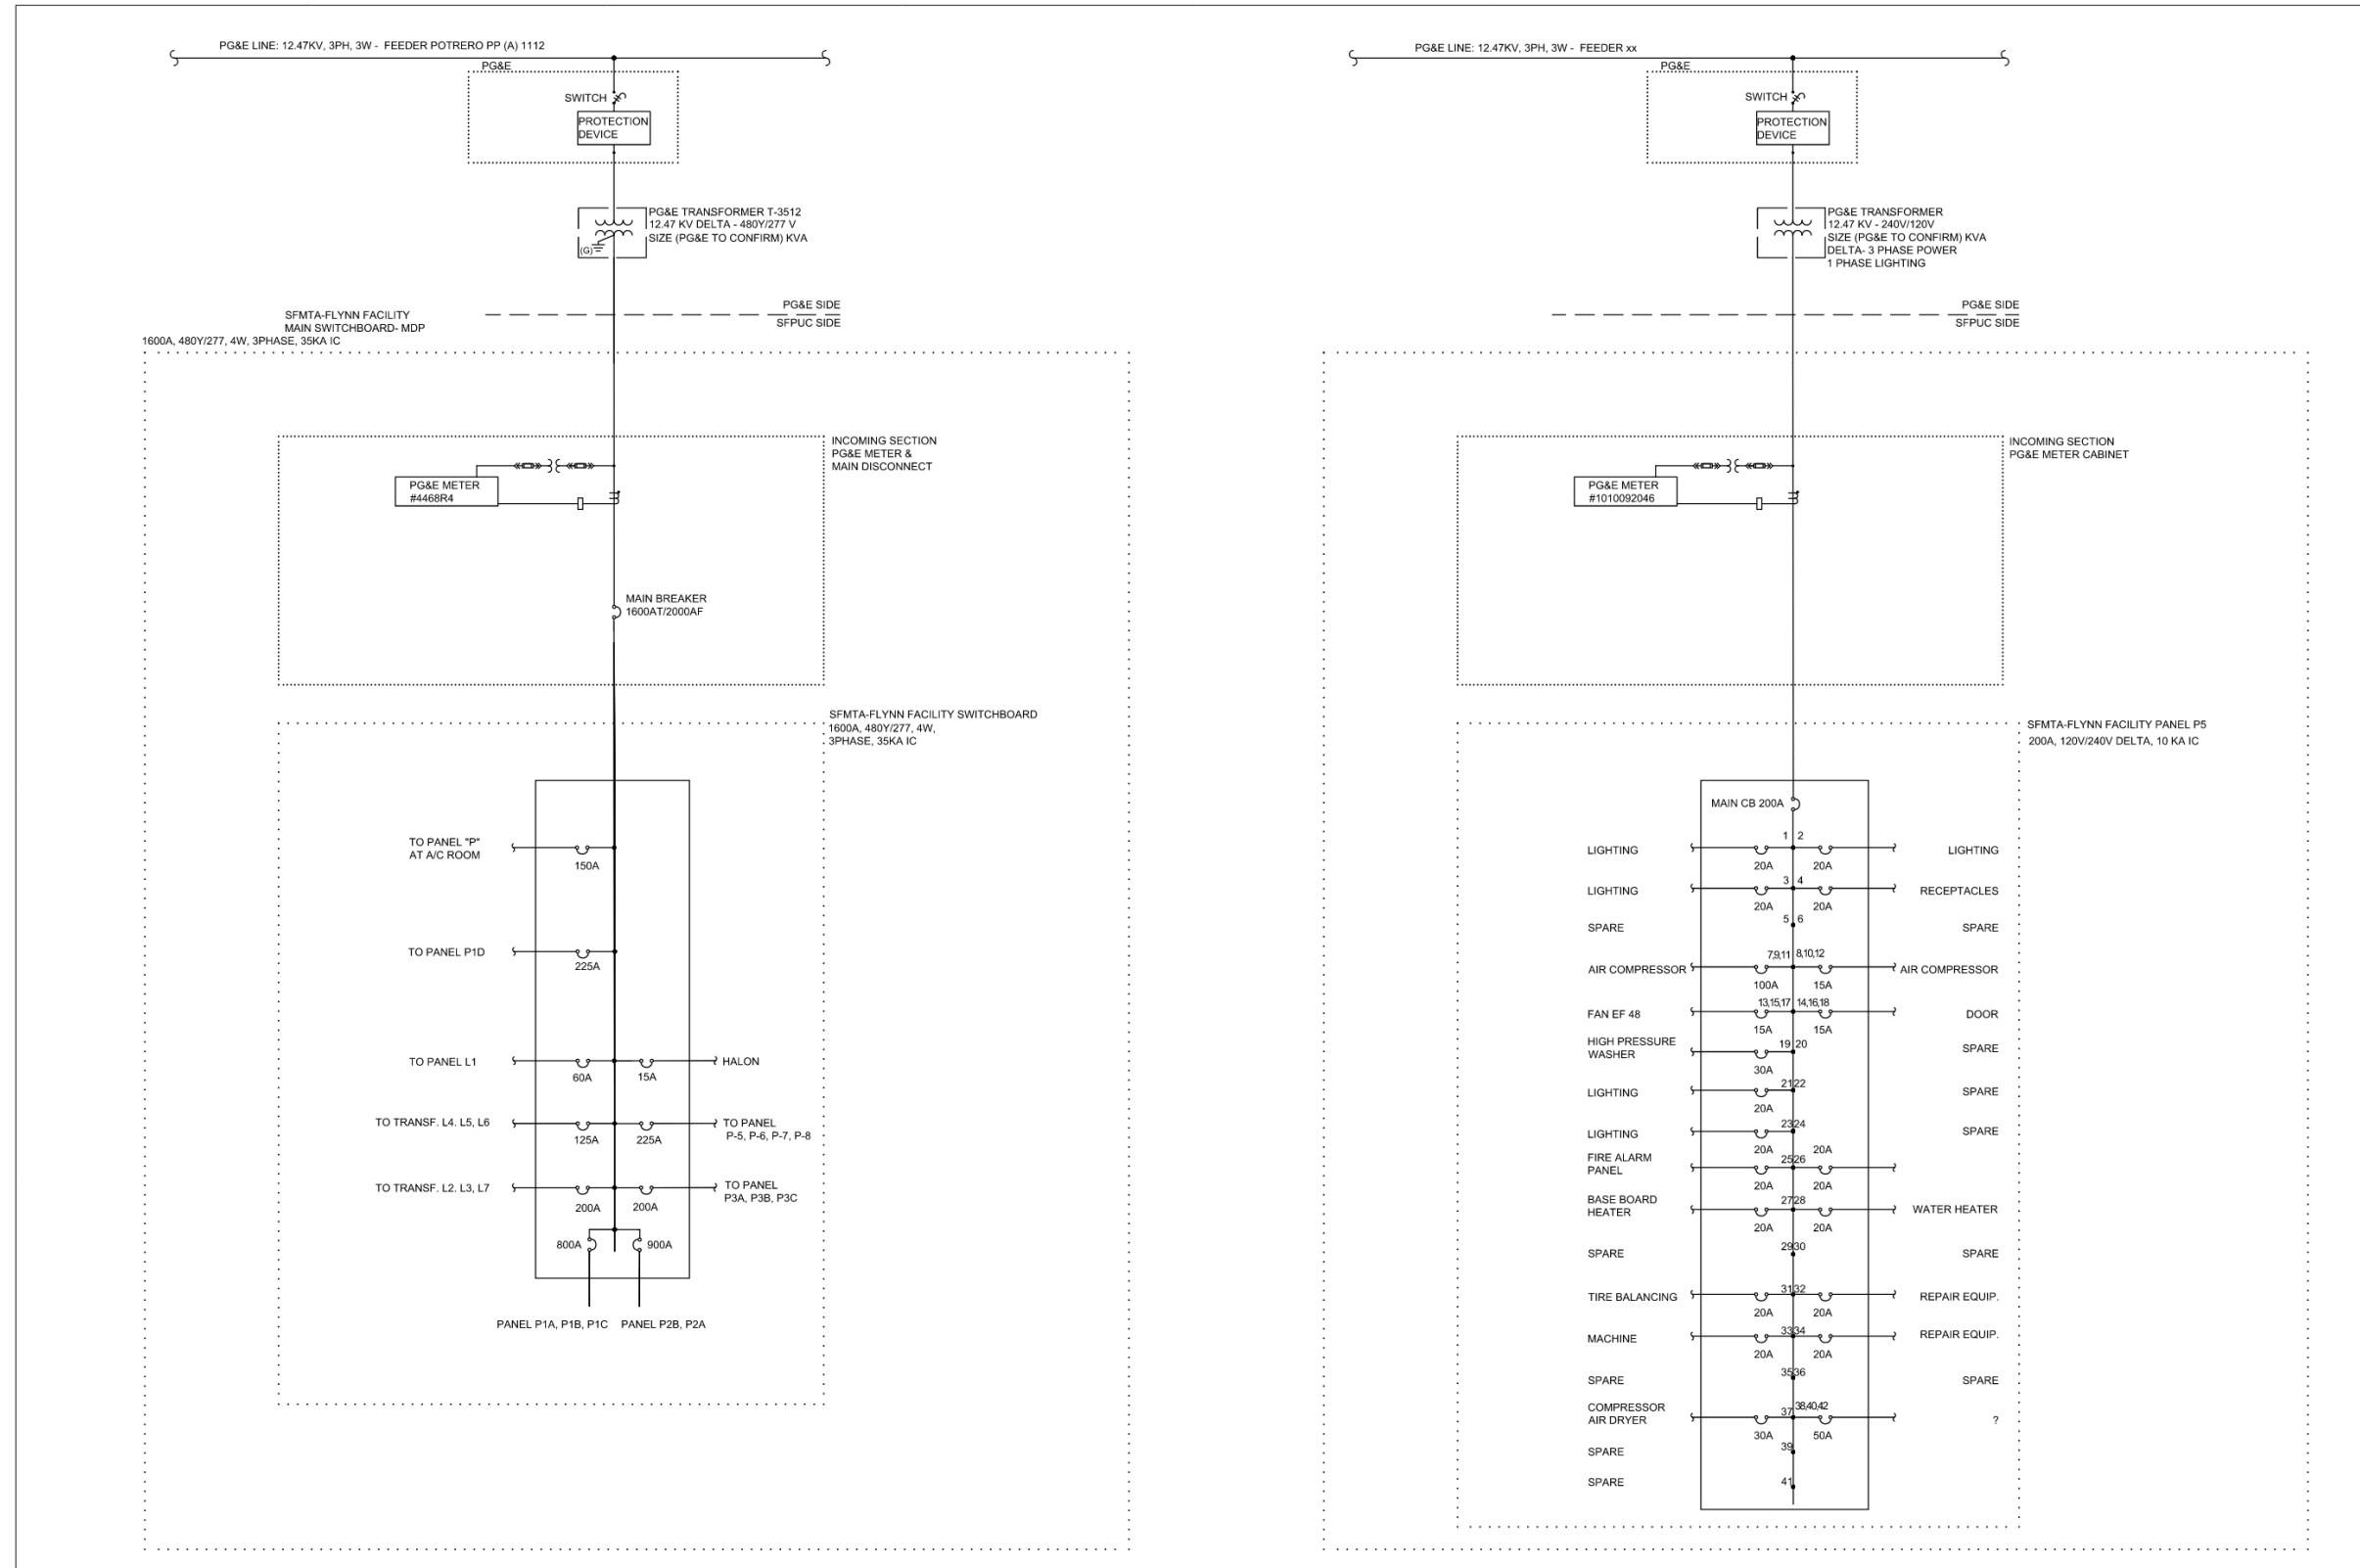 PG&E LINE: 12.47KV, 3PH, 3W - FEEDER POTRERO PP (A) 1112
PG&E
SWITCH
PROTECTION
DEVICE
PG&E TRANSFORMER T-3512
12.47 KV DELTA - 480Y/277 V
SIZE (PG&E TO CONFIRM) KVA
(G)
PG&E SIDE
SFPUC SIDE
SFMTA-FLYNN FACILITY
MAIN SWITCHBOARD- MDP
1600A, 480Y/277, 4W, 3PHASE, 35KA IC
INCOMING SECTION
PG&E METER &
MAIN DISCONNECT
PG&E METER
#4468R4
MAIN BREAKER
1600AT/2000AF
SFMTA-FLYNN FACILITY SWITCHBOARD
1600A, 480Y/277, 4W,
3PHASE, 35KA IC
TO PANEL "P"
AT A/C ROOM
150A
TO PANEL P1D
225A
TO PANEL L1
60A
15A
HALON
TO TRANSF. L4. L5, L6
125A
225A
TO PANEL
P-5, P-6, P-7, P-8
TO TRANSF. L2. L3, L7
200A
200A
TO PANEL
P3A, P3B, P3C
800A
900A
PANEL P1A, P1B, P1C
PANEL P2B, P2A
PG&E LINE: 12.47KV, 3PH, 3W - FEEDER xx
PG&E
SWITCH
PROTECTION
DEVICE
PG&E TRANSFORMER
12.47 KV - 240V/120V
SIZE (PG&E TO CONFIRM) KVA
DELTA- 3 PHASE POWER
1 PHASE LIGHTING
PG&E SIDE
SFPUC SIDE
INCOMING SECTION
PG&E METER CABINET
PG&E METER
#1010092046
SFMTA-FLYNN FACILITY PANEL P5
200A, 120V/240V DELTA, 10 KA IC
MAIN CB 200A
1 2
LIGHTING
LIGHTING
20A
20A
3 4
LIGHTING
RECEPTACLES
20A
20A
5 6
SPARE
SPARE
7,9,11 8,10,12
AIR COMPRESSOR
AIR COMPRESSOR
100A
15A
13,15,17 14,16,18
FAN EF 48
DOOR
15A
15A
HIGH PRESSURE
WASHER
19 20
SPARE
30A
21 22
LIGHTING
SPARE
20A
23 24
LIGHTING
SPARE
20A
20A
FIRE ALARM
PANEL
25 26
20A
20A
BASE BOARD
HEATER
27 28
WATER HEATER
20A
20A
29 30
SPARE
SPARE
31 32
TIRE BALANCING
REPAIR EQUIP.
20A
20A
33 34
MACHINE
REPAIR EQUIP.
20A
20A
35 36
SPARE
SPARE
COMPRESSOR
AIR DRYER
37 38,40,42
?
30A
50A
39
SPARE
41
SPARE